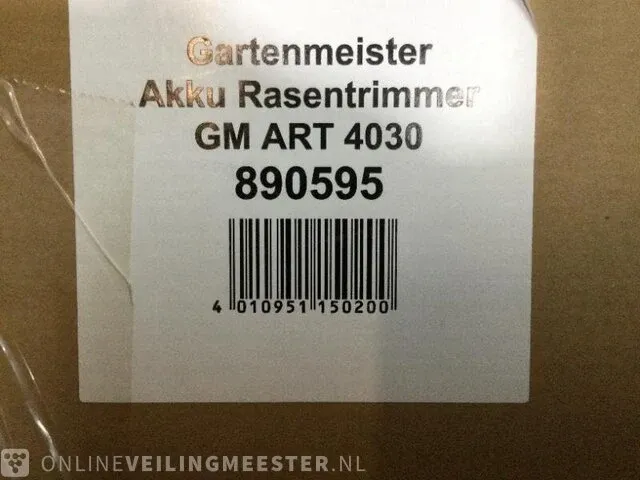 Gartenmeister
Akku Rasentrimmer
GM ART 4030
890595
4 010951 150200
ONLINEVEILINGMEESTER.NL